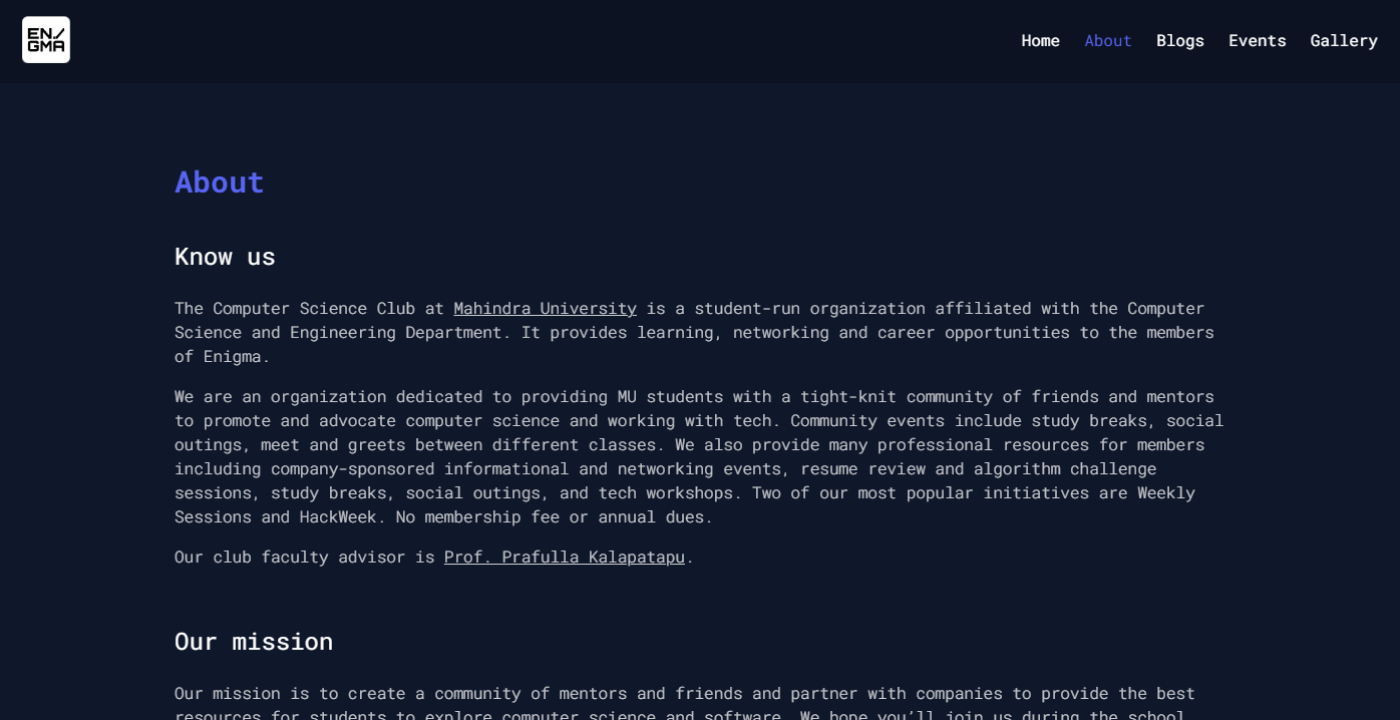 EN/
GMA
Home About Blogs Events Gallery
About
Know us
The Computer Science Club at Mahindra University is a student-run organization affiliated with the Computer
Science and Engineering Department. It provides learning, networking and career opportunities to the members
of Enigma.
We are an organization dedicated to providing MU students with a tight-knit community of friends and mentors
to promote and advocate computer science and working with tech. Community events include study breaks, social
outings, meet and greets between different classes. We also provide many professional resources for members
including company-sponsored informational and networking events, resume review and algorithm challenge
sessions, study breaks, social outings, and tech workshops. Two of our most popular initiatives are Weekly
Sessions and HackWeek. No membership fee or annual dues.
Our club faculty advisor is Prof. Prafulla Kalapatapu.
Our mission
Our mission is to create a community of mentors and friends and partner with companies to provide the best
resources for students to explore computer science and software. We hope you'll join us during the school